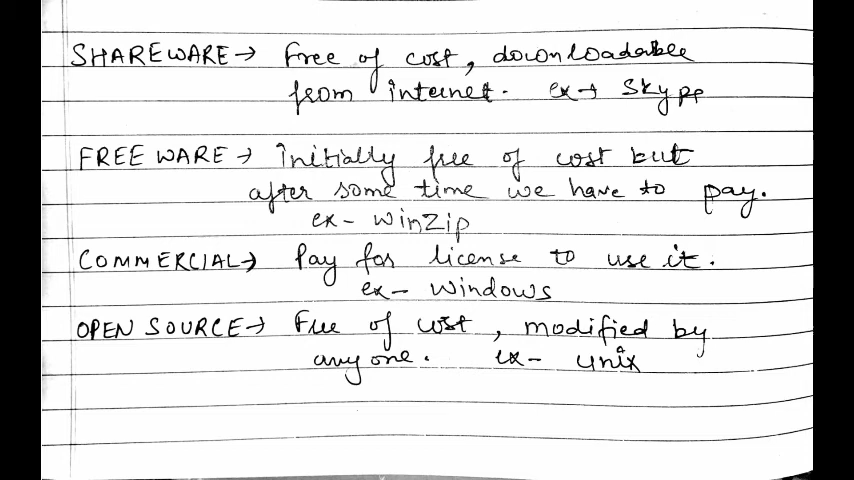 SHAREWARE → Free of cost, downloadable
from internet. ex → Skype
FREEWARE → initially free of cost but
after some time we have to pay.
ex - winzip
COMMERCIAL → Pay for license to use it.
ex - Windows
OPEN SOURCE → Free of cost, modified by
anyone. ex - unix